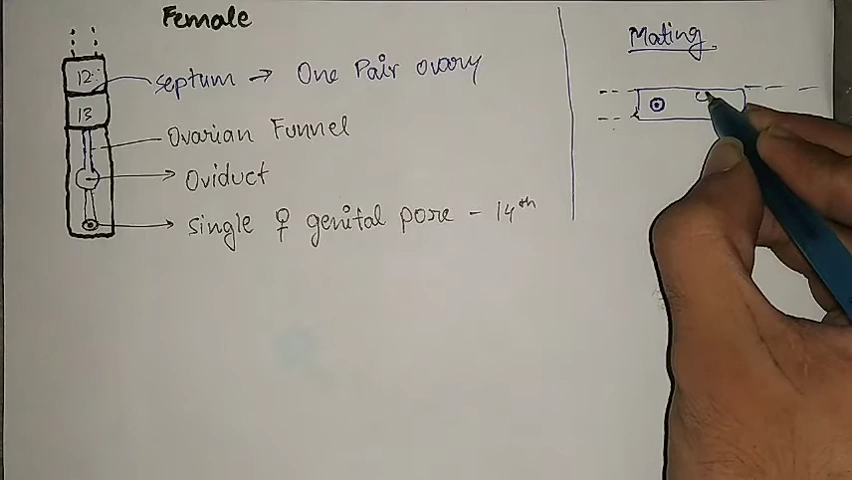 Female
12
septum → One Pair ovary
13
Ovarian Funnel
Oviduct
single ♀ genital pore - 14th
Mating